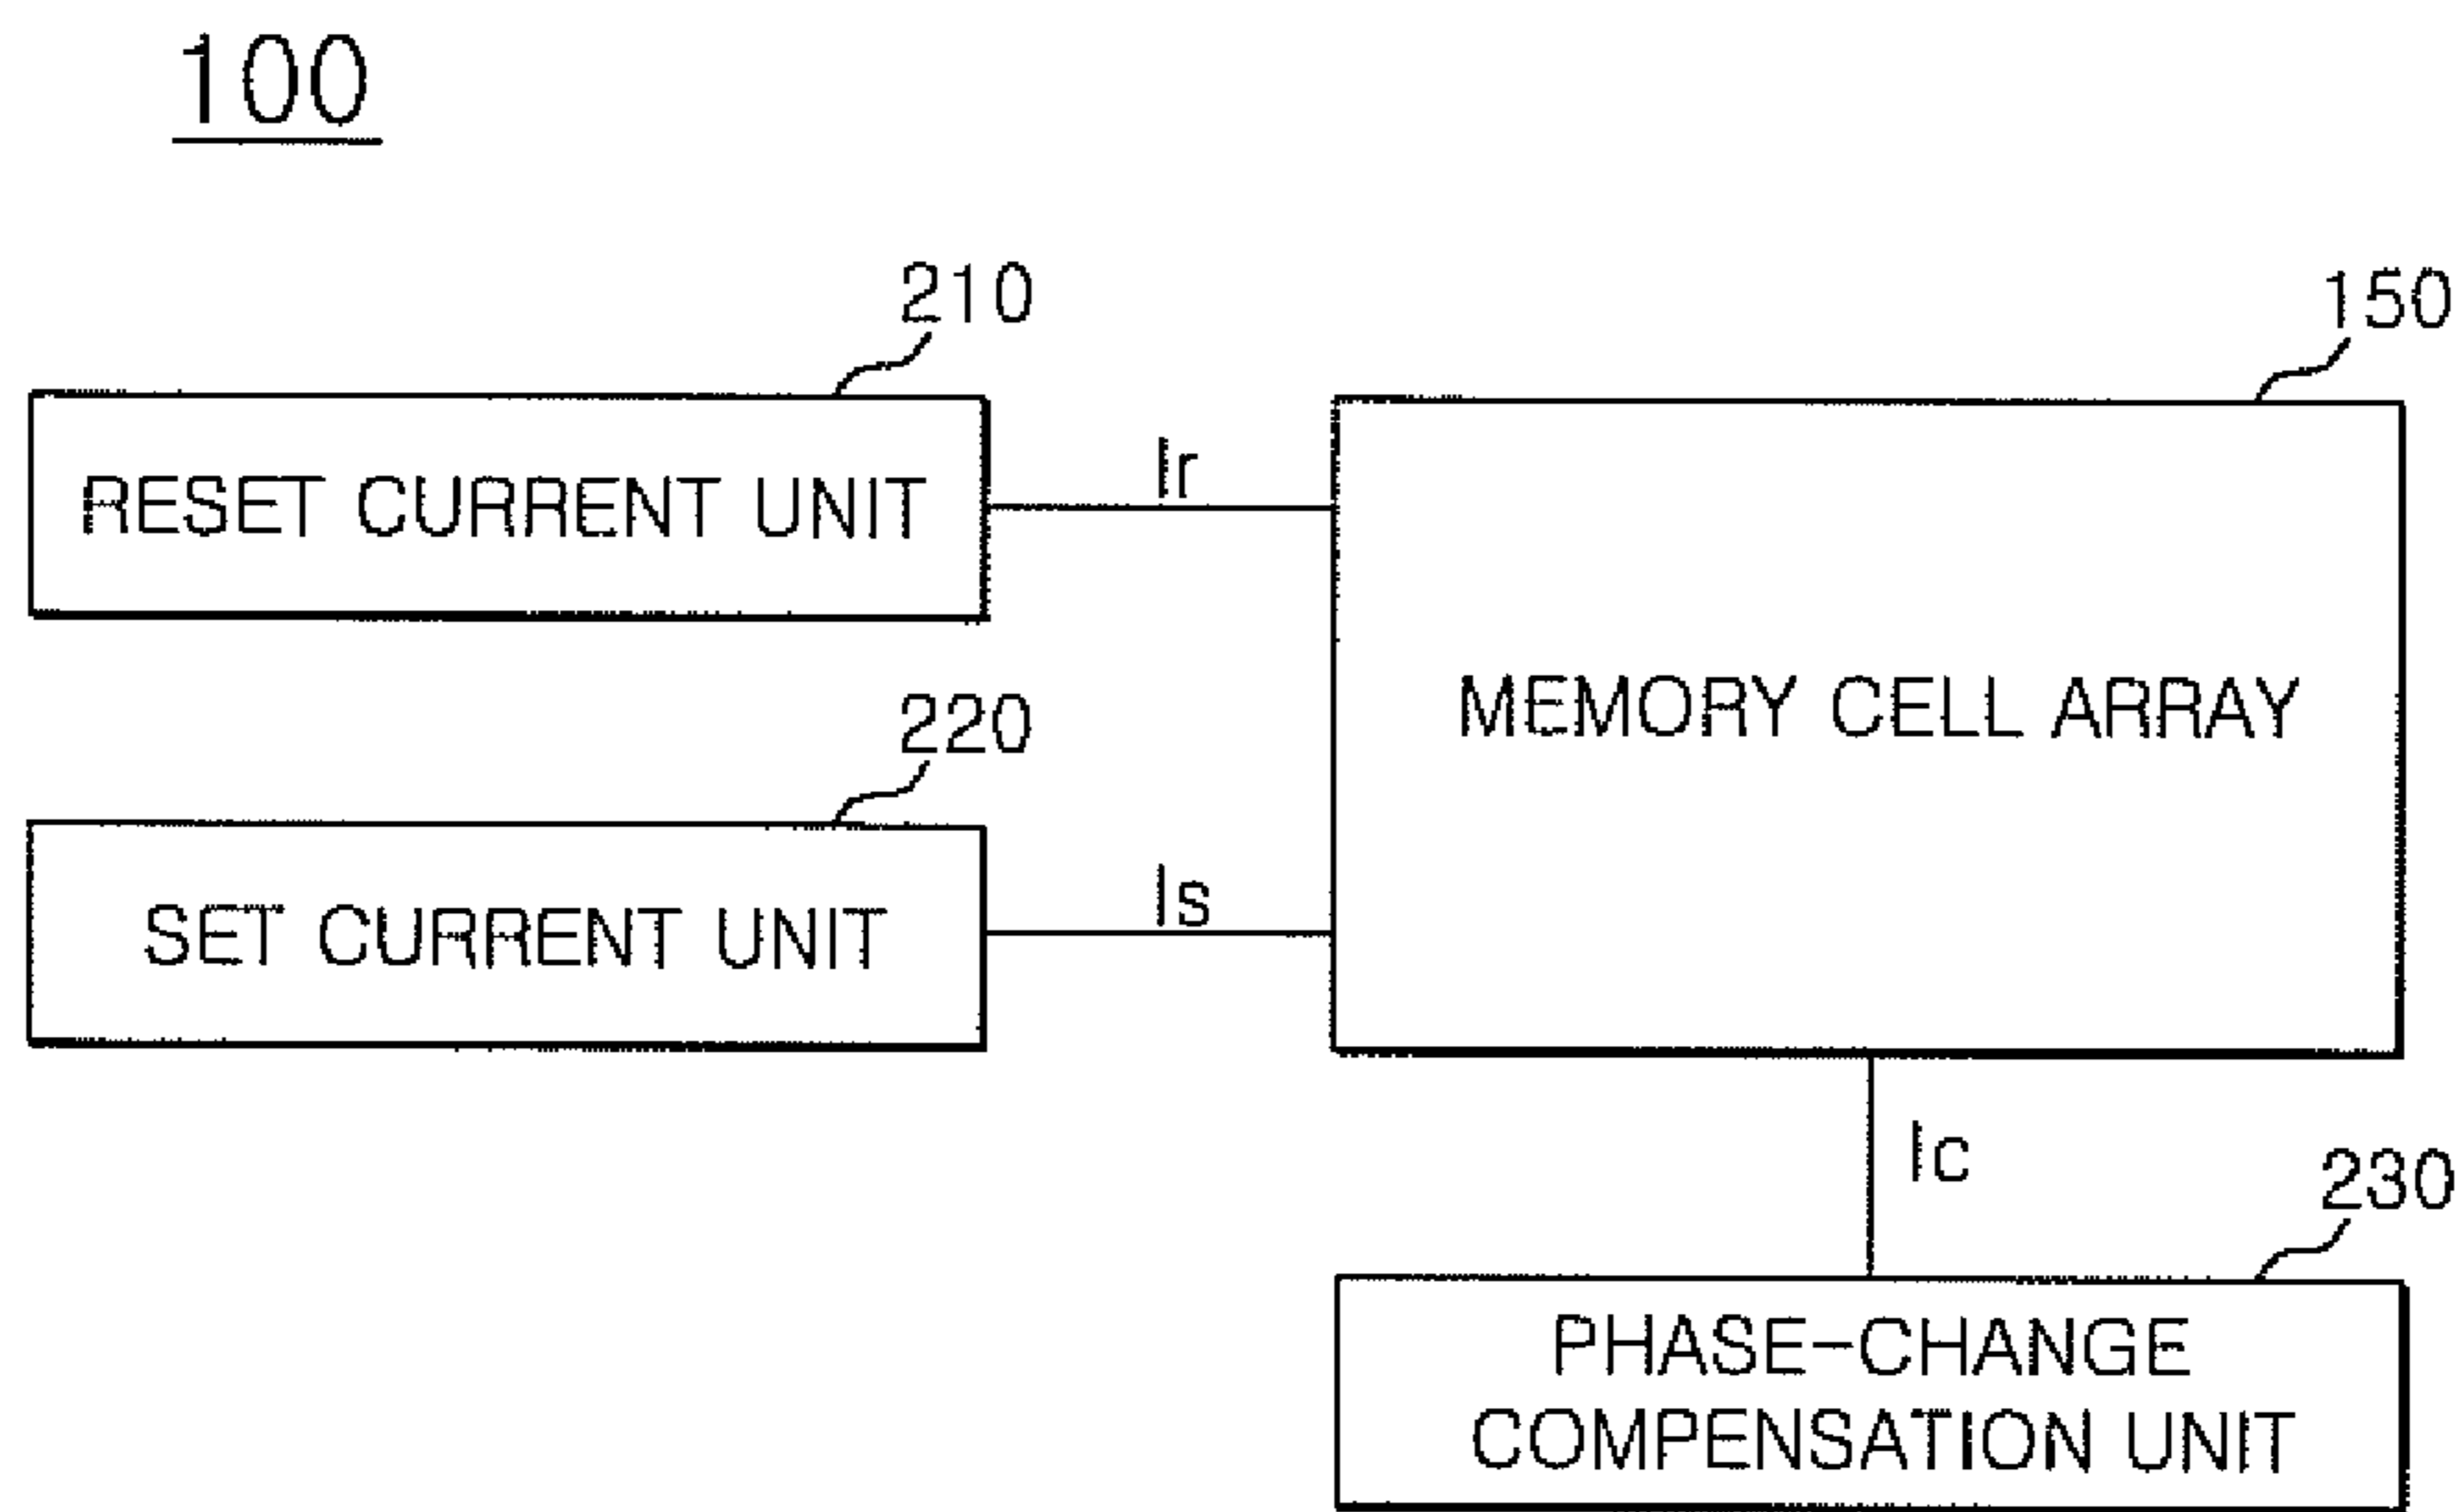 100
210
150
RESET CURRENT UNIT
Ir
MEMORY CELL ARRAY
220
SET CURRENT UNIT
Is
Ic
230
PHASE-CHANGE
COMPENSATION UNIT